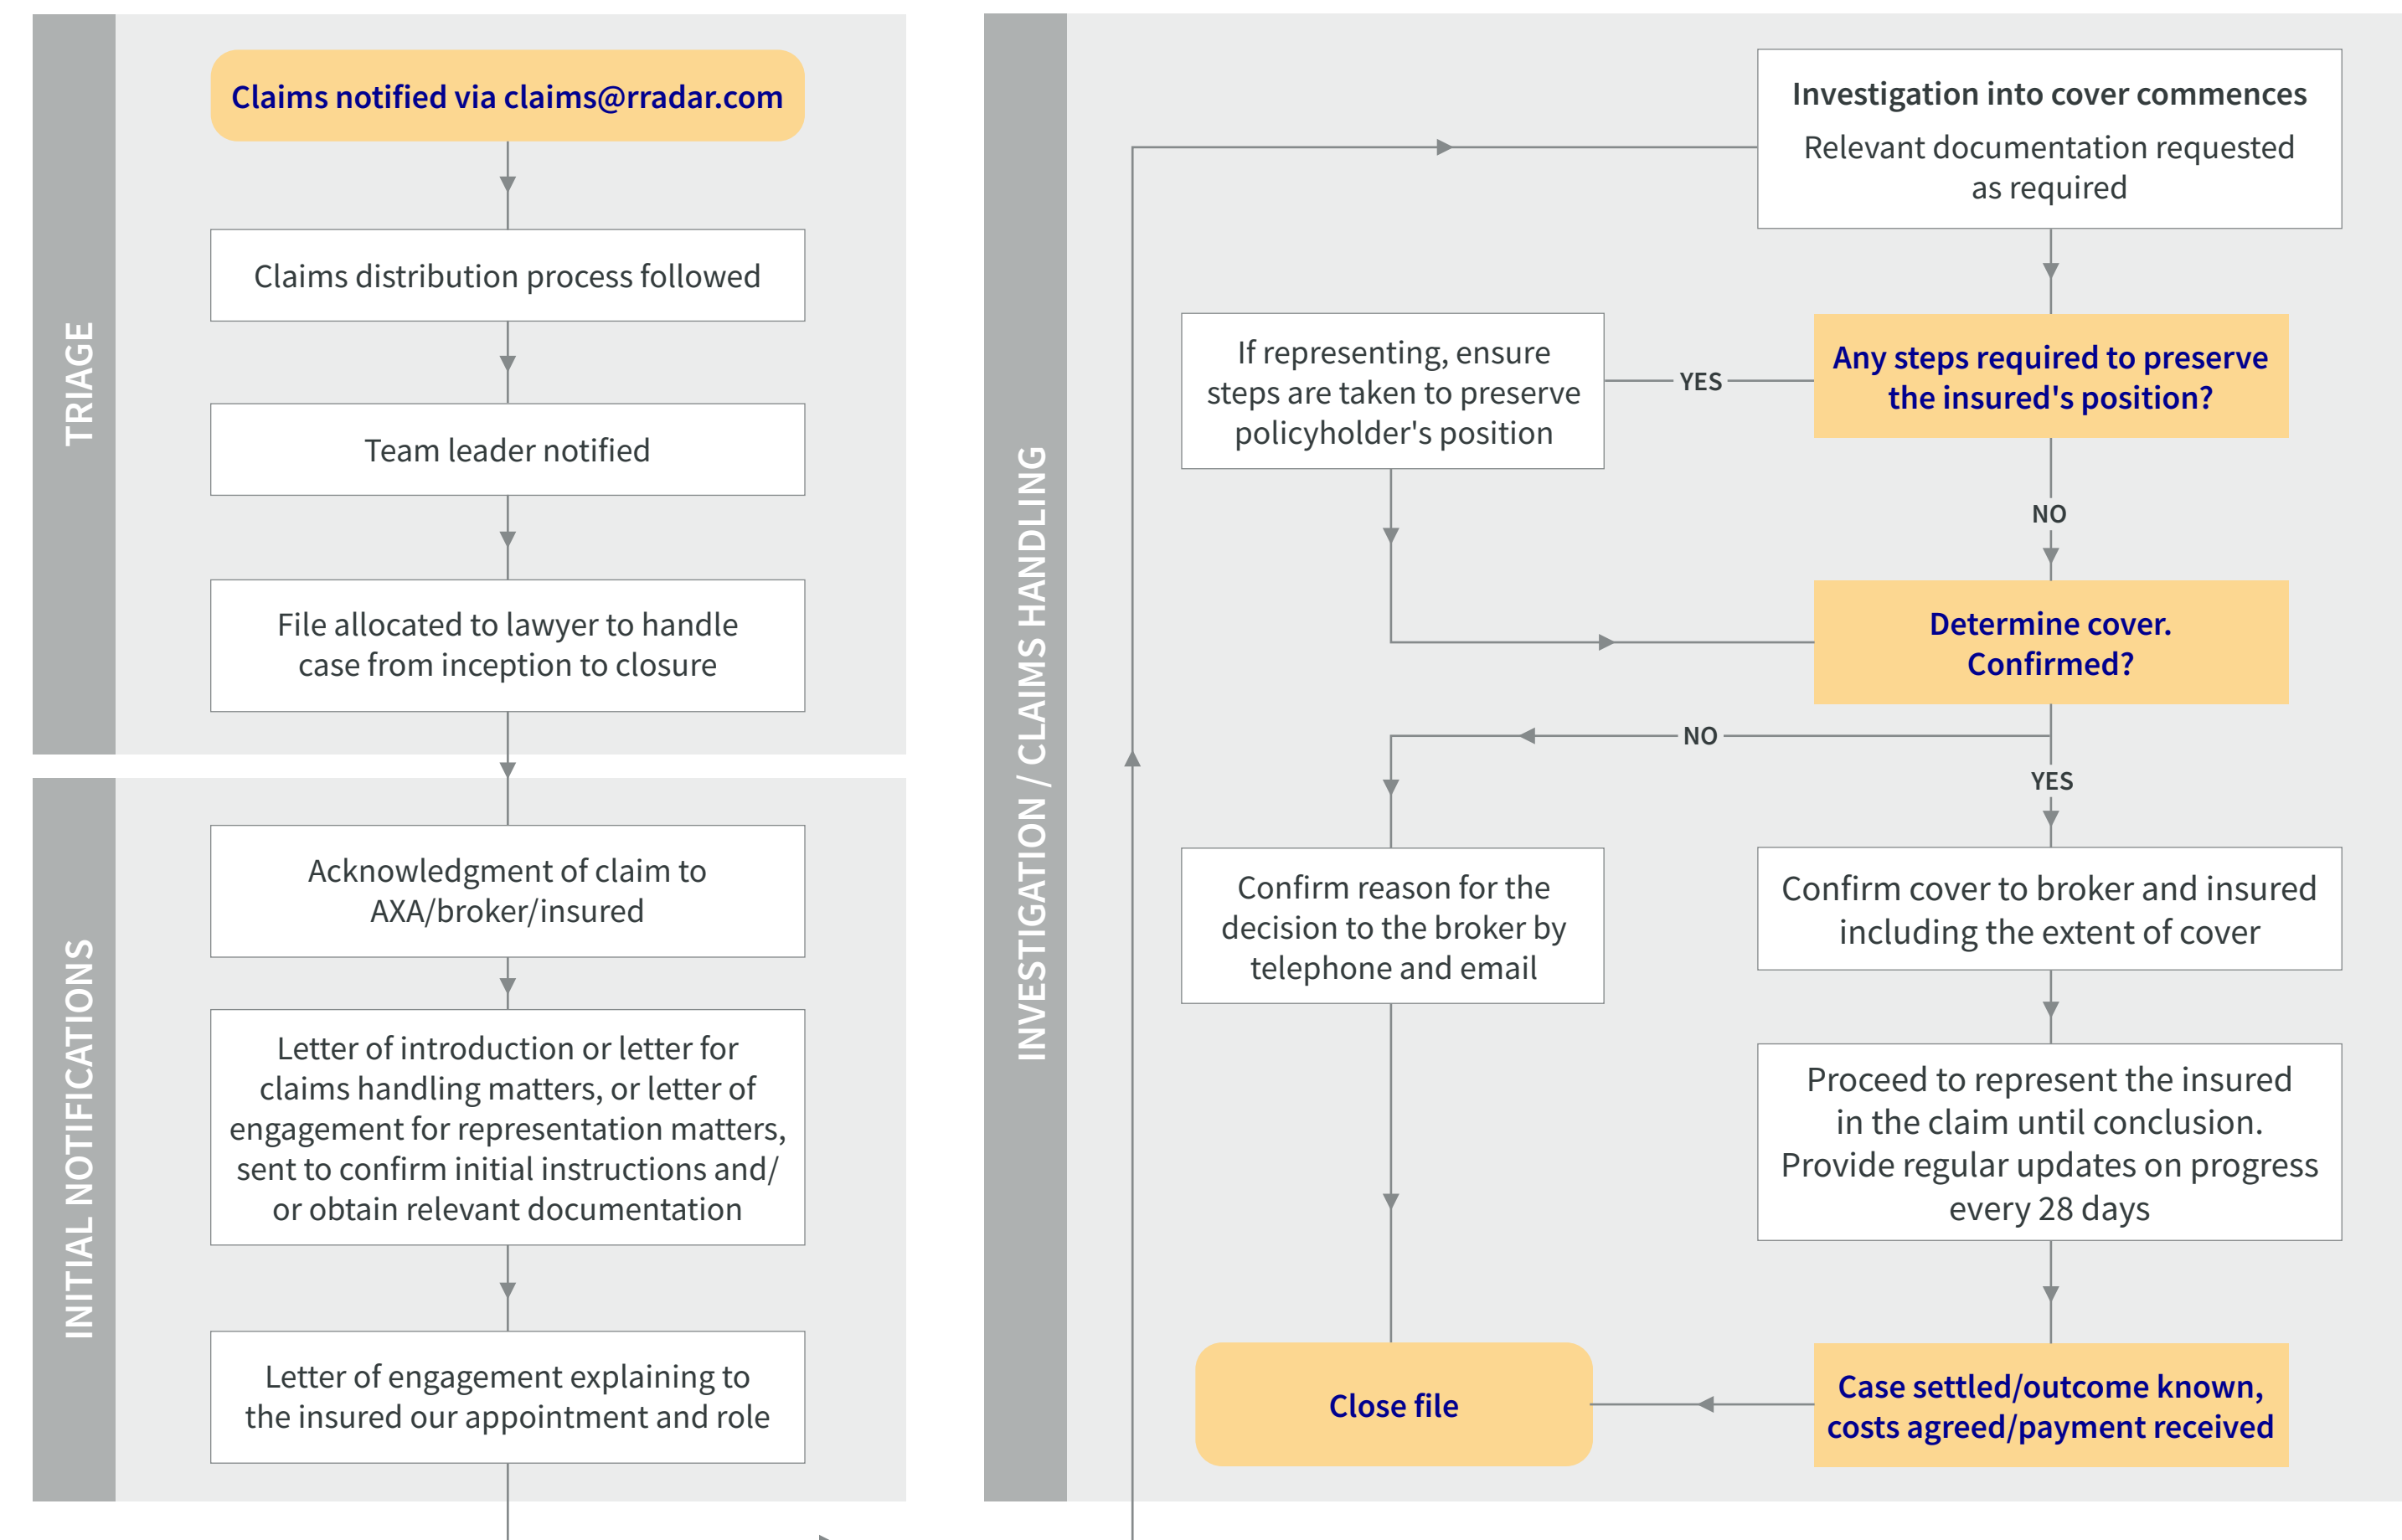 TRIAGE
Claims notified via claims@rradar.com
Claims distribution process followed
Team leader notified
File allocated to lawyer to handle
case from inception to closure
INITIAL NOTIFICATIONS
Acknowledgment of claim to
AXA/broker/insured
Letter of introduction or letter for
claims handling matters, or letter of
engagement for representation matters,
sent to confirm initial instructions and/
or obtain relevant documentation
Letter of engagement explaining to
the insured our appointment and role
INVESTIGATION / CLAIMS HANDLING
Investigation into cover commences
Relevant documentation requested
as required
Any steps required to preserve
the insured's position?
YES
If representing, ensure
steps are taken to preserve
policyholder's position
NO
Determine cover.
Confirmed?
NO
Confirm reason for the
decision to the broker by
telephone and email
YES
Confirm cover to broker and insured
including the extent of cover
Proceed to represent the insured
in the claim until conclusion.
Provide regular updates on progress
every 28 days
Case settled/outcome known,
costs agreed/payment received
Close file